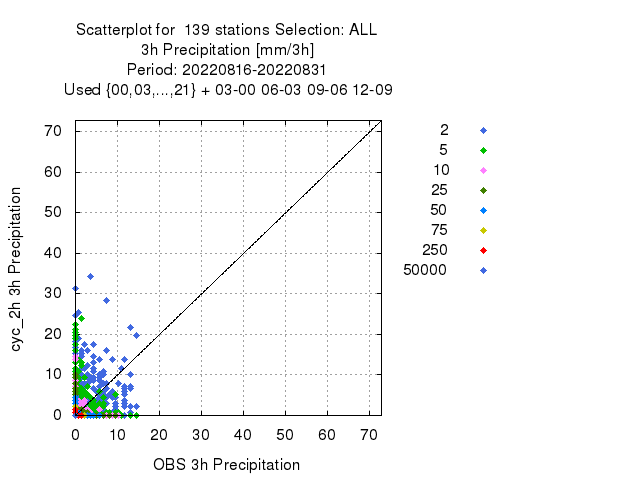 Scatterplot for  139 stations Selection: ALL
3h Precipitation [mm/3h]
Period: 20220816-20220831
Used {00,03,...,21} + 03-00 06-03 09-06 12-09
70
60
50
40
30
20
10
0
cyc_2h 3h Precipitation
0 10 20 30 40 50 60 70
OBS 3h Precipitation
2
5
10
25
50
75
250
50000